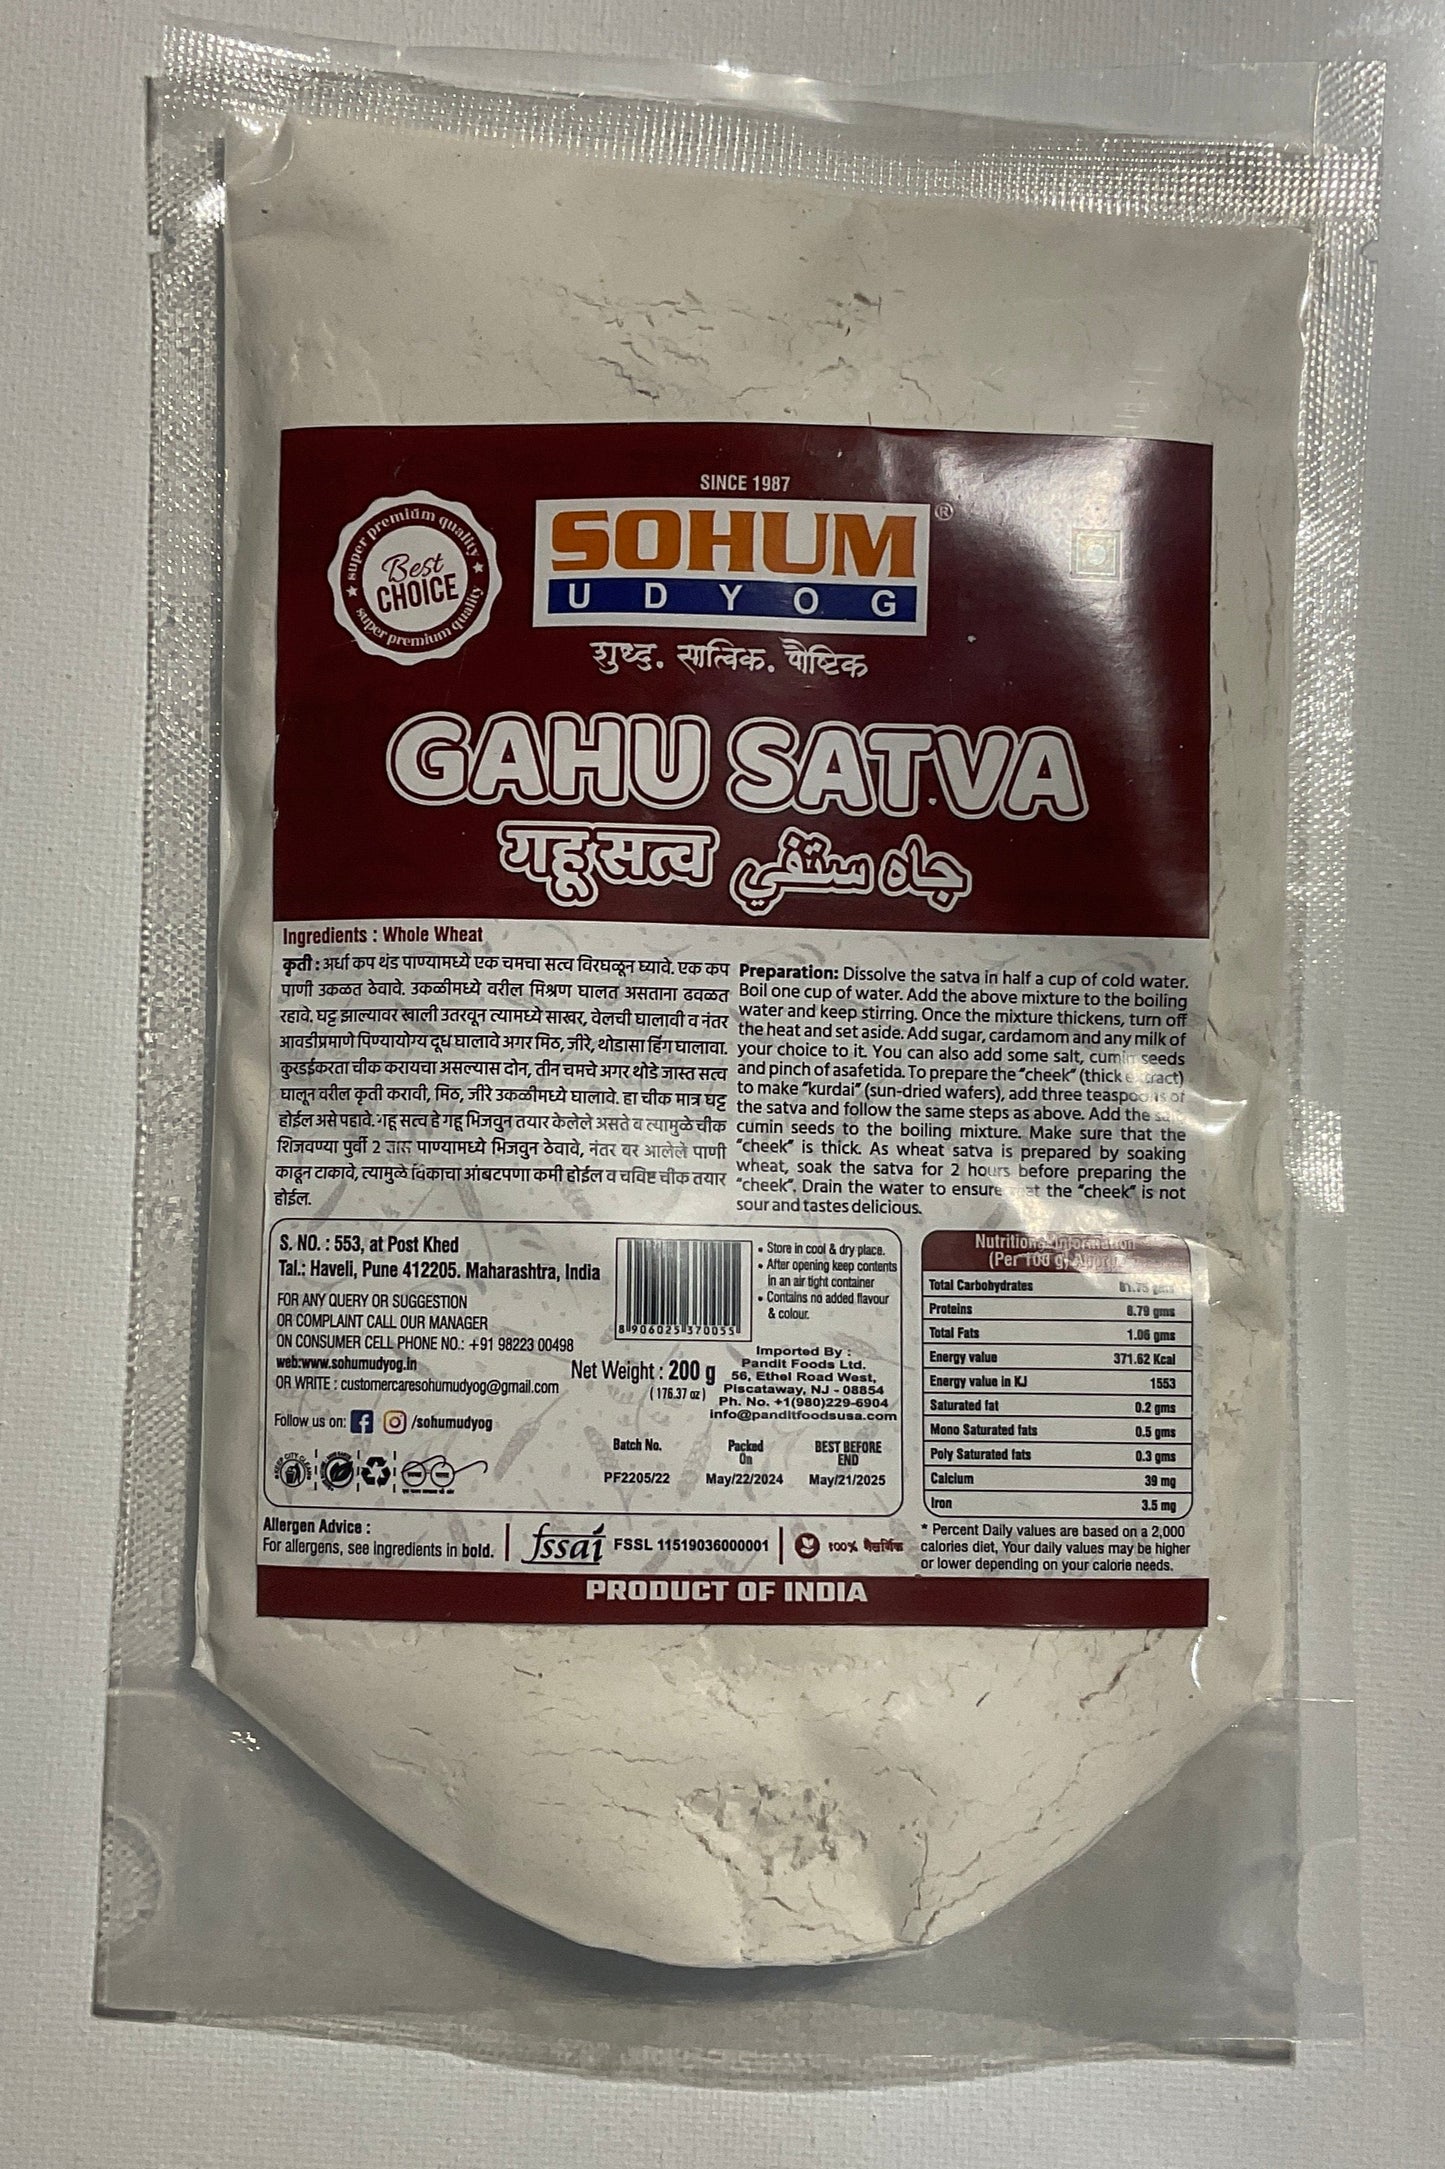 SINCE 1987
super premium quality
Best
CHOICE
super premium quality
SOHUM ®
UDYOG
शुध्द. सात्विक. पौष्टिक
GAHU SATVA
गहू सत्व جاه ستفي
Ingredients : Whole Wheat
कृती : अर्धा कप थंड पाण्यामध्ये एक चमचा सत्व विरघळून घ्यावे. एक कप
पाणी उकळत ठेवावे. उकळीमध्ये वरील मिश्रण घालत असताना ढवळत
रहावे. घट्ट झाल्यावर खाली उतरवून त्यामध्ये साखर, वेलची घालावी व नंतर
आवडीप्रमाणे पिण्यायोग्य दूध घालावे अगर मिठ, जीरे, थोडासा हिंग घालावा.
कुरडईकरता चीक करायचा असल्यास दोन, तीन चमचे अगर थोडे जास्त सत्व
घालून वरील कृती करावी, मिठ, जीरे उकळीमध्ये घालावे. हा चीक मात्र घट्ट
होईल असे पहावे. गहू सत्व हे गहू भिजवुन तयार केलेले असते व त्यामुळे चीक
शिजवण्या पुर्वी 2 तास पाण्यामध्ये भिजवुन ठेवावे, नंतर वर आलेले पाणी
काढून टाकावे, त्यामुळे चिकाचा आंबटपणा कमी होईल व चविष्ट चीक तयार
होईल.
Preparation: Dissolve the satva in half a cup of cold water.
Boil one cup of water. Add the above mixture to the boiling
water and keep stirring. Once the mixture thickens, turn off
the heat and set aside. Add sugar, cardamom and any milk of
your choice to it. You can also add some salt, cumin seeds
and pinch of asafetida. To prepare the "cheek" (thick extract)
to make "kurdai" (sun-dried wafers), add three teaspoons of
the satva and follow the same steps as above. Add the
cumin seeds to the boiling mixture. Make sure that the
"cheek" is thick. As wheat satva is prepared by soaking
wheat, soak the satva for 2 hours before preparing the
"cheek". Drain the water to ensure that the "cheek" is not
sour and tastes delicious.
S. NO. : 553, at Post Khed
Tal.: Haveli, Pune 412205. Maharashtra, India
FOR ANY QUERY OR SUGGESTION
OR COMPLAINT CALL OUR MANAGER
ON CONSUMER CELL PHONE NO.: +91 98223 00498
web:www.sohumudyog.in
OR WRITE : customercaresohumudyog@gmail.com
Follow us on: /sohumudyog
8 906025 370055
• Store in cool & dry place.
• After opening keep contents
in an air tight container
• Contains no added flavour
& colour.
Net Weight : 200 g
(176.37 oz)
Imported By :
Pandit Foods Ltd.
56, Ethel Road West,
Piscataway, NJ - 08854
Ph. No. +1(980)229-6904
info@panditfoodsusa.com
Batch No. Packed On BEST BEFORE END
PF2205/22 May/22/2024 May/21/2025
Nutritional Information
(Per 100 g) Approx.
Total Carbohydrates 81.75 gms
Proteins 8.79 gms
Total Fats 1.06 gms
Energy value 371.62 Kcal
Energy value in KJ 1553
Saturated fat 0.2 gms
Mono Saturated fats 0.5 gms
Poly Saturated fats 0.3 gms
Calcium 39 mg
Iron 3.5 mg
* Percent Daily values are based on a 2,000
calories diet, Your daily values may be higher
or lower depending on your calorie needs.
Allergen Advice :
For allergens, see ingredients in bold.
fssai FSSL 11519036000001
100% नैसर्गिक
PRODUCT OF INDIA